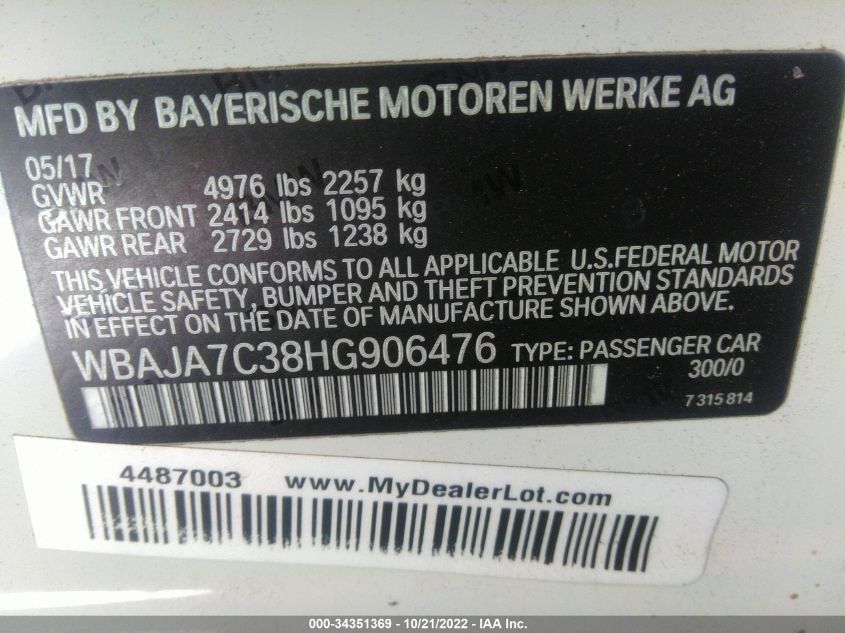 MFD BY BAYERISCHE MOTOREN WERKE AG
05/17
GVWR 4976 lbs 2257 kg
GAWR FRONT 2414 lbs 1095 kg
GAWR REAR 2729 lbs 1238 kg
THIS VEHICLE CONFORMS TO ALL APPLICABLE U.S.FEDERAL MOTOR
VEHICLE SAFETY, BUMPER AND THEFT PREVENTION STANDARDS
IN EFFECT ON THE DATE OF MANUFACTURE SHOWN ABOVE.
WBAJA7C38HG906476 TYPE: PASSENGER CAR
300/0
7 315 814
4487003 www.MyDealerLot.com
000-34351369 - 10/21/2022 - IAA Inc.